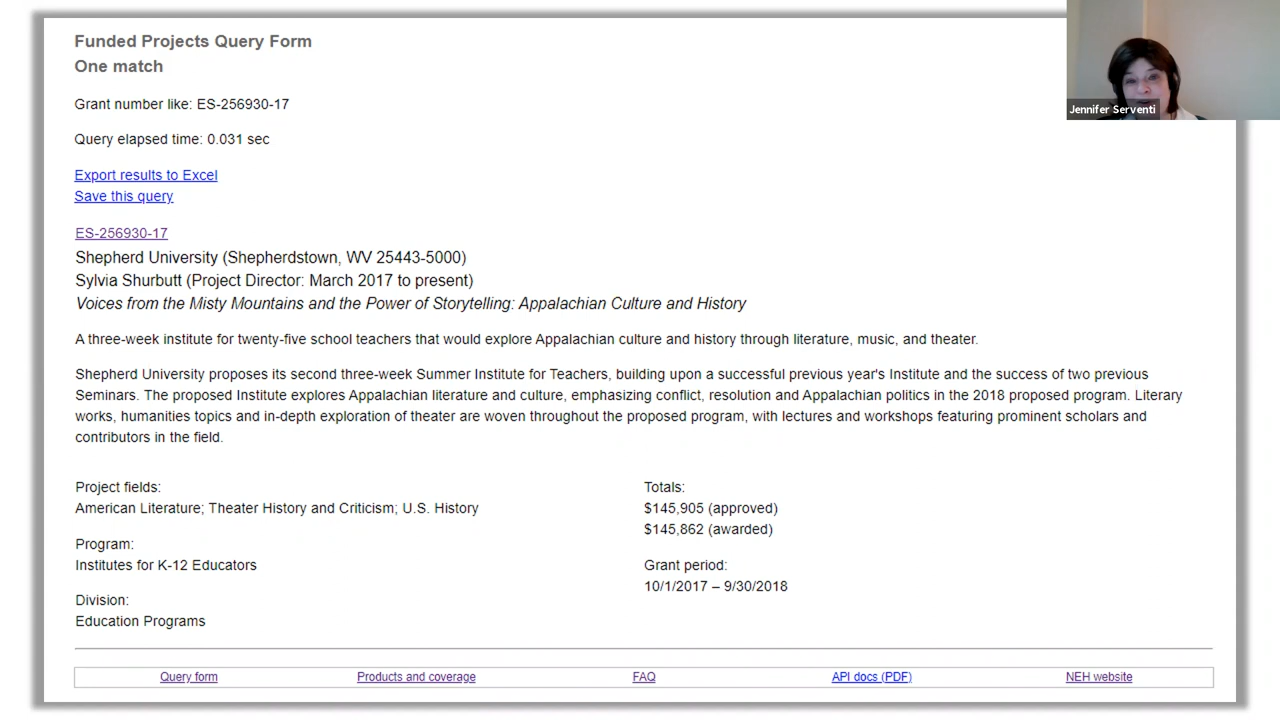 Funded Projects Query Form
One match
Grant number like: ES-256930-17
Query elapsed time: 0.031 sec
Export results to Excel
Save this query
ES-256930-17
Shepherd University (Shepherdstown, WV 25443-5000)
Sylvia Shurbutt (Project Director: March 2017 to present)
Voices from the Misty Mountains and the Power of Storytelling: Appalachian Culture and History
A three-week institute for twenty-five school teachers that would explore Appalachian culture and history through literature, music, and theater.
Shepherd University proposes its second three-week Summer Institute for Teachers, building upon a successful previous year's Institute and the success of two previous
Seminars. The proposed Institute explores Appalachian literature and culture, emphasizing conflict, resolution and Appalachian politics in the 2018 proposed program. Literary
works, humanities topics and in-depth exploration of theater are woven throughout the proposed program, with lectures and workshops featuring prominent scholars and
contributors in the field.
Project fields:
American Literature; Theater History and Criticism; U.S. History
Program:
Institutes for K-12 Educators
Division:
Education Programs
Totals:
$145,905 (approved)
$145,862 (awarded)
Grant period:
10/1/2017 – 9/30/2018
Query form
Products and coverage
FAQ
API docs (PDF)
NEH website
Jennifer Serventi